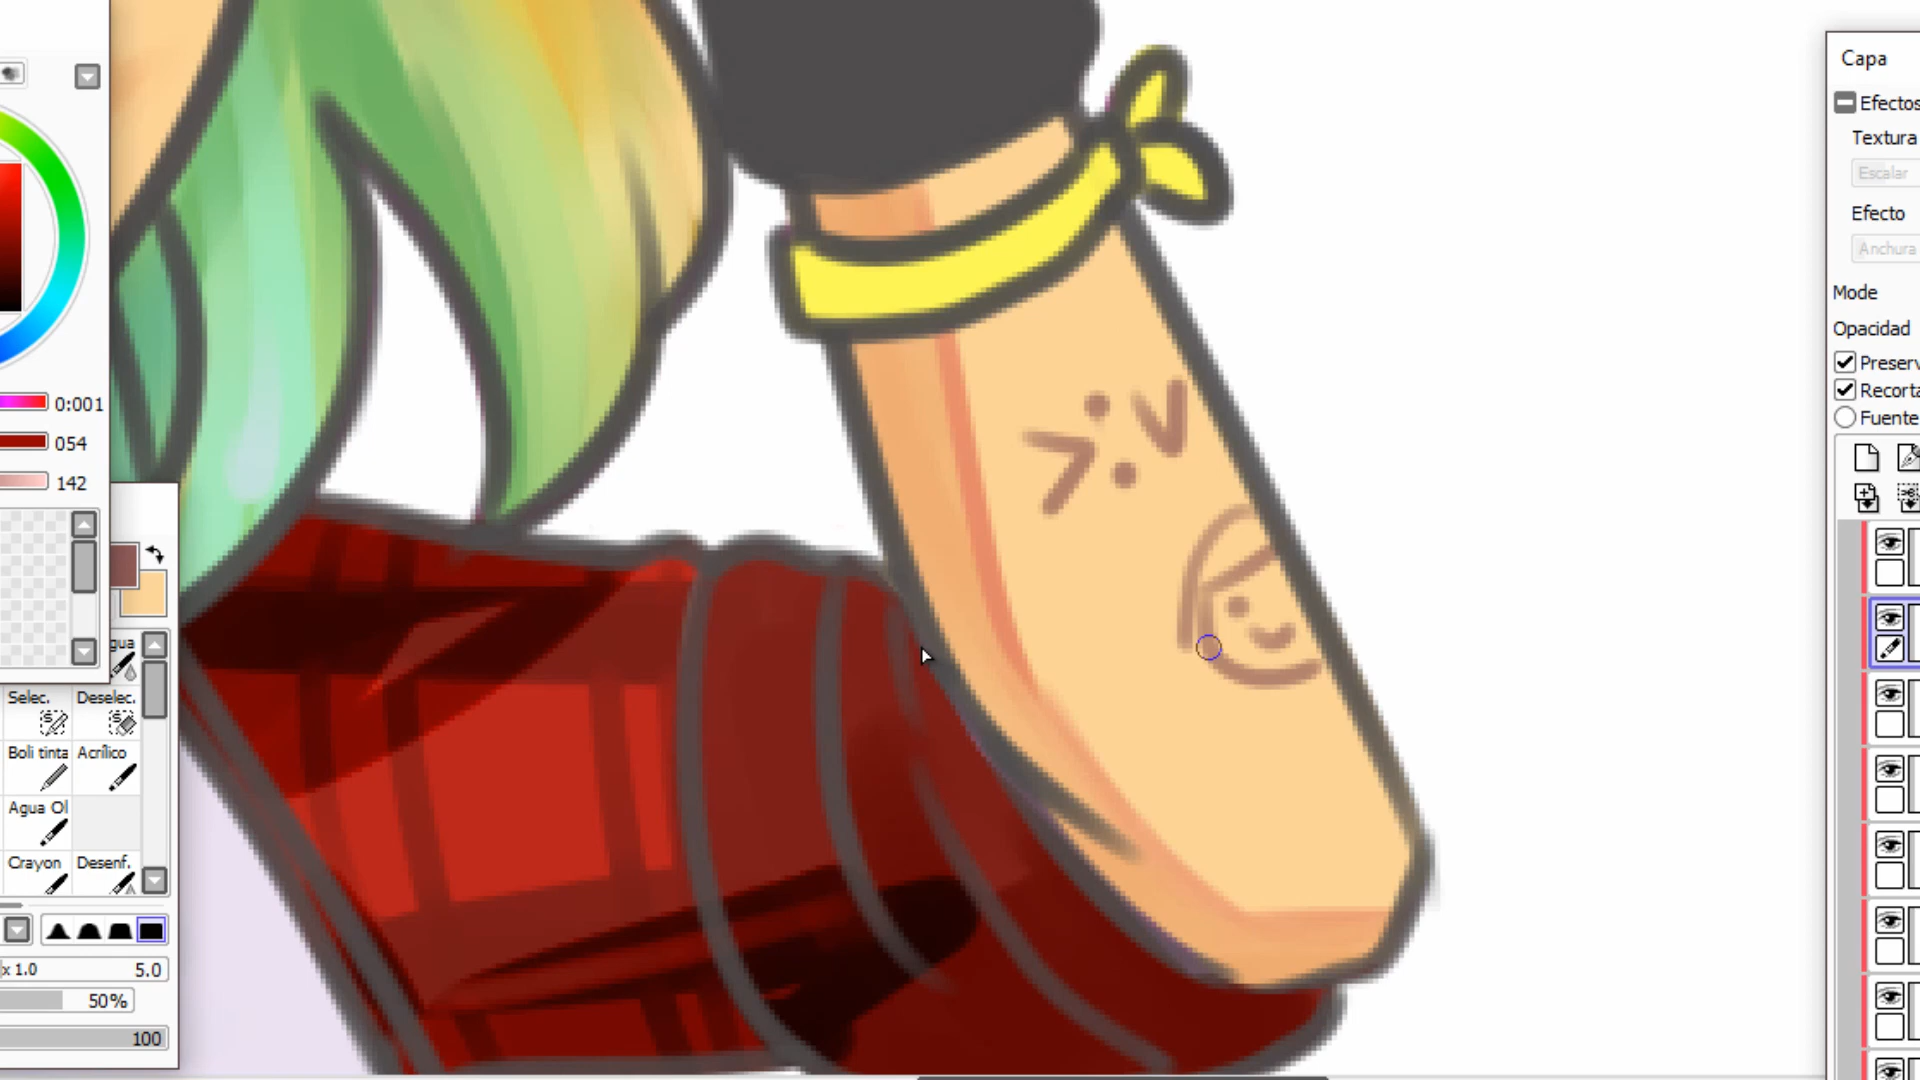 0:001
054
142
gua
Selec.
Deselec.
Boli tinta
Acrílico
Agua Ol
Crayon
Desenf.
x 1.0
5.0
50%
100
Capa
Efectos
Textura
Escalar
Efecto
Anchura
Mode
Opacidad
Preserv
Recorta
Fuente